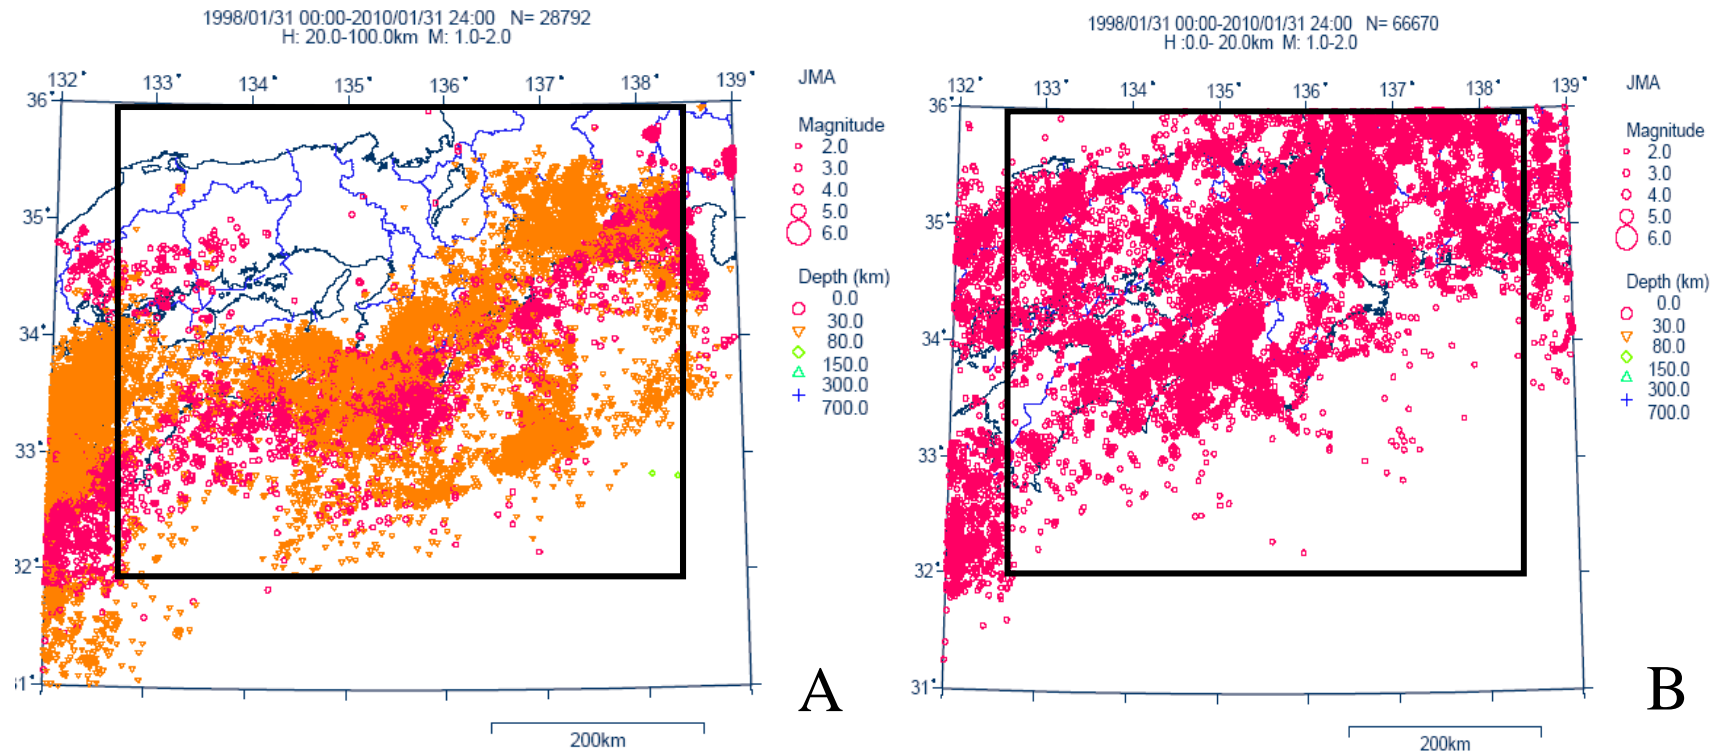 1998/01/31 00:00-2010/01/31 24:00 N= 28792
H: 20.0-100.0km M: 1.0-2.0
132° 133° 134° 135° 136° 137° 138° 139°
36°
35°
34°
33°
32°
31°
JMA
Magnitude
2.0
3.0
4.0
5.0
6.0
Depth (km)
0.0
30.0
80.0
150.0
300.0
700.0
A
200km
1998/01/31 00:00-2010/01/31 24:00 N= 66670
H :0.0- 20.0km M: 1.0-2.0
132° 133° 134° 135° 136° 137° 138° 139°
36°
35°
34°
33°
32°
31°
JMA
Magnitude
2.0
3.0
4.0
5.0
6.0
Depth (km)
0.0
30.0
80.0
150.0
300.0
700.0
B
200km